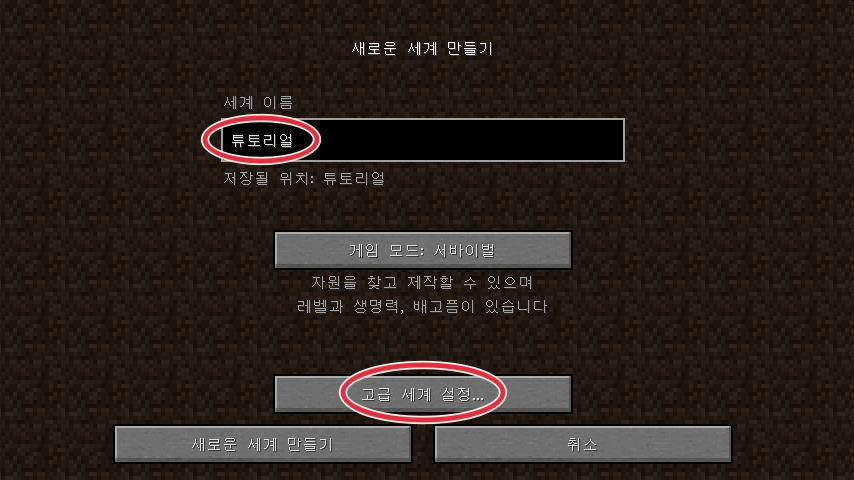 새로운 세계 만들기
세계 이름
튜토리얼
저장될 위치: 튜토리얼
게임 모드: 서바이벌
자원을 찾고 제작할 수 있으며
레벨과 생명력, 배고픔이 있습니다
고급 세계 설정...
새로운 세계 만들기
취소